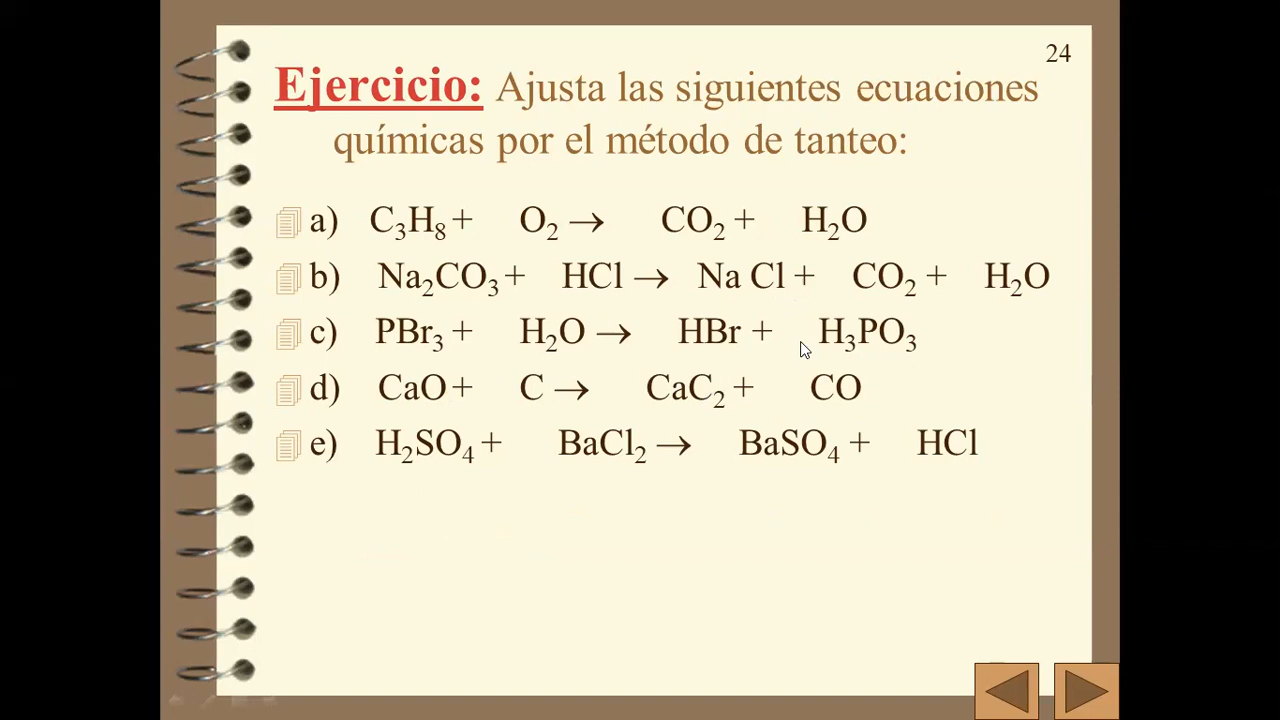 24
Ejercicio: Ajusta las siguientes ecuaciones
químicas por el método de tanteo:
a) C₃H₈ + O₂ → CO₂ + H₂O
b) Na₂CO₃ + HCl → Na Cl + CO₂ + H₂O
c) PBr₃ + H₂O → HBr + H₃PO₃
d) CaO + C → CaC₂ + CO
e) H₂SO₄ + BaCl₂ → BaSO₄ + HCl